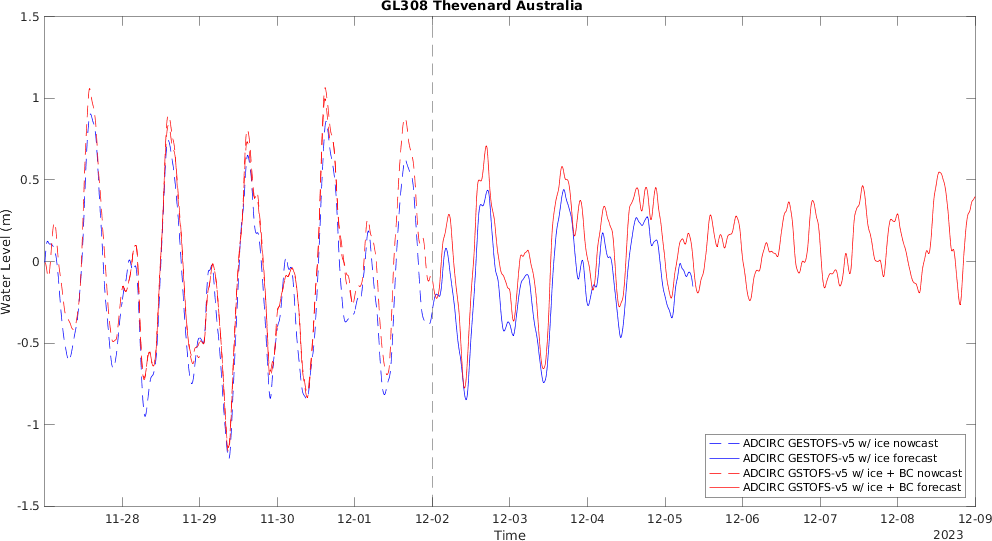 GL308 Thevenard Australia
Water Level (m)
1.5
1
0.5
0
-0.5
-1
-1.5
ADCIRC GESTOFS-v5 w/ ice nowcast
ADCIRC GESTOFS-v5 w/ ice forecast
ADCIRC GSTOFS-v5 w/ ice + BC nowcast
ADCIRC GSTOFS-v5 w/ ice + BC forecast
11-28 11-29 11-30 12-01 12-02 12-03 12-04 12-05 12-06 12-07 12-08 12-09
Time
2023